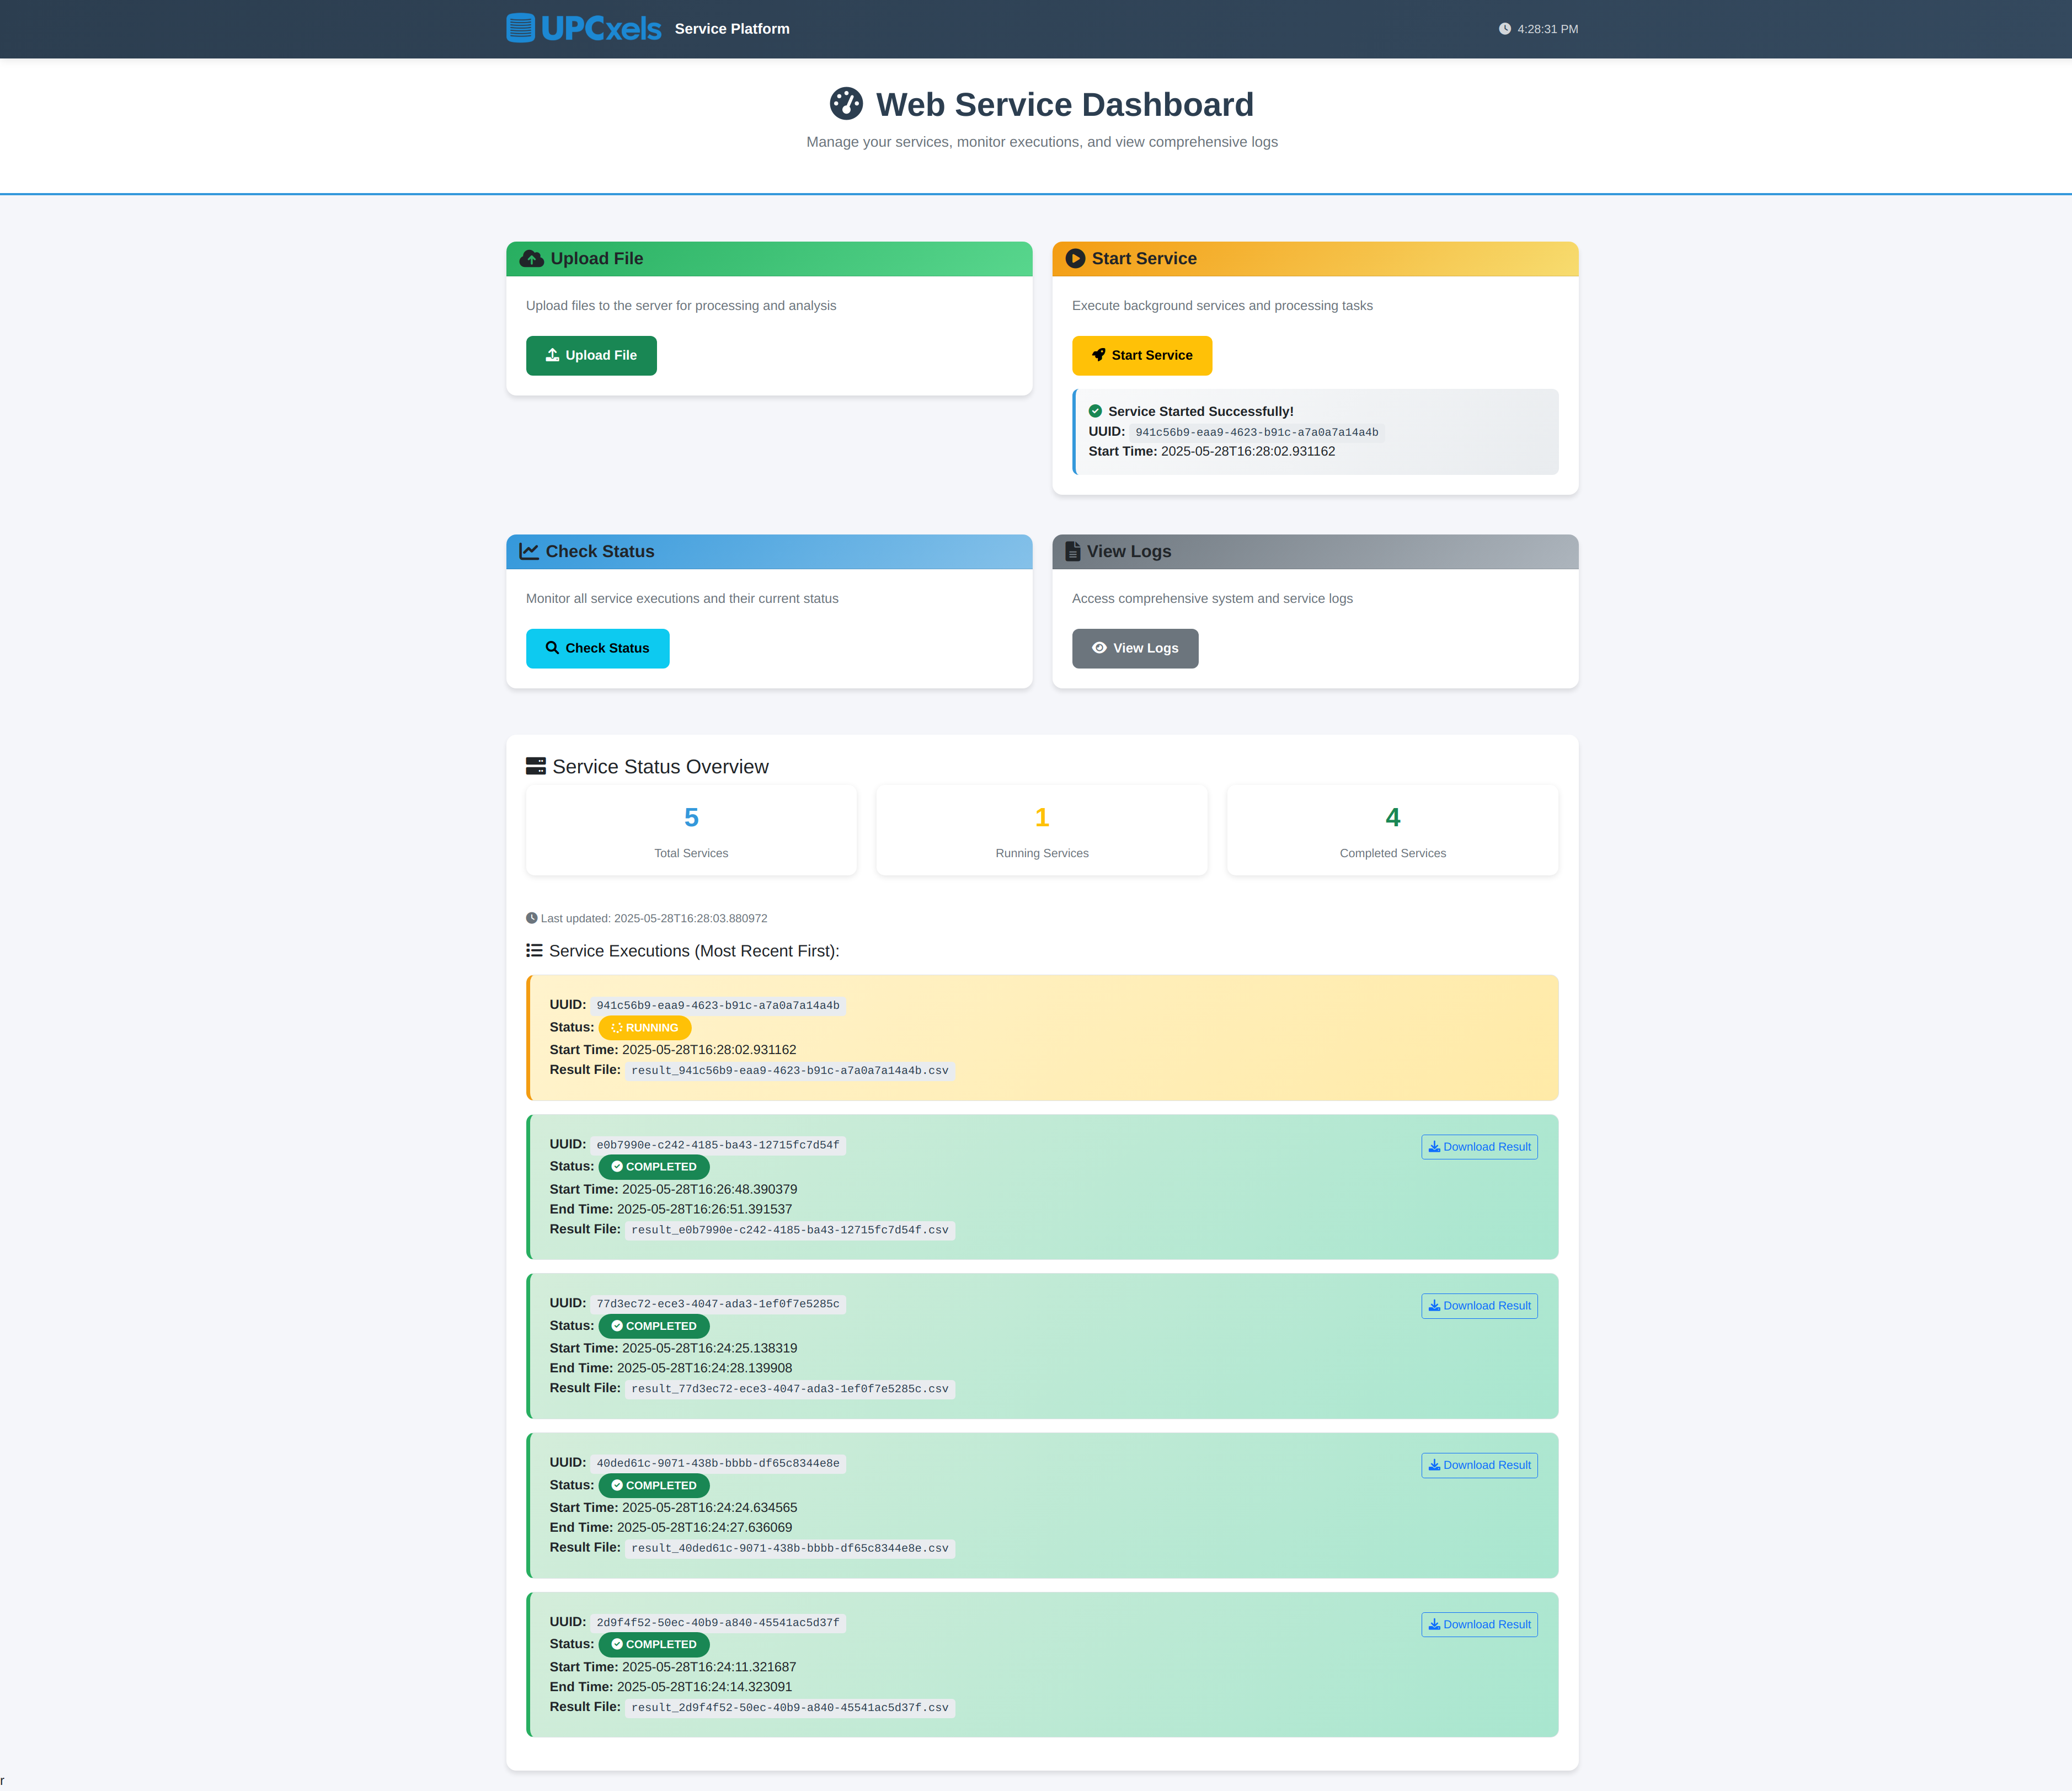 UPCxels Service Platform
4:28:31 PM
Web Service Dashboard
Manage your services, monitor executions, and view comprehensive logs
Upload File
Upload files to the server for processing and analysis
Upload File
Start Service
Execute background services and processing tasks
Start Service
Service Started Successfully!
UUID: 941c56b9-eaa9-4623-b91c-a7a0a7a14a4b
Start Time: 2025-05-28T16:28:02.931162
Check Status
Monitor all service executions and their current status
Check Status
View Logs
Access comprehensive system and service logs
View Logs
Service Status Overview
5
Total Services
1
Running Services
4
Completed Services
Last updated: 2025-05-28T16:28:03.880972
Service Executions (Most Recent First):
UUID: 941c56b9-eaa9-4623-b91c-a7a0a7a14a4b
Status: RUNNING
Start Time: 2025-05-28T16:28:02.931162
Result File: result_941c56b9-eaa9-4623-b91c-a7a0a7a14a4b.csv
UUID: e0b7990e-c242-4185-ba43-12715fc7d54f
Download Result
Status: COMPLETED
Start Time: 2025-05-28T16:26:48.390379
End Time: 2025-05-28T16:26:51.391537
Result File: result_e0b7990e-c242-4185-ba43-12715fc7d54f.csv
UUID: 77d3ec72-ece3-4047-ada3-1ef0f7e5285c
Download Result
Status: COMPLETED
Start Time: 2025-05-28T16:24:25.138319
End Time: 2025-05-28T16:24:28.139908
Result File: result_77d3ec72-ece3-4047-ada3-1ef0f7e5285c.csv
UUID: 40ded61c-9071-438b-bbbb-df65c8344e8e
Download Result
Status: COMPLETED
Start Time: 2025-05-28T16:24:24.634565
End Time: 2025-05-28T16:24:27.636069
Result File: result_40ded61c-9071-438b-bbbb-df65c8344e8e.csv
UUID: 2d9f4f52-50ec-40b9-a840-45541ac5d37f
Download Result
Status: COMPLETED
Start Time: 2025-05-28T16:24:11.321687
End Time: 2025-05-28T16:24:14.323091
Result File: result_2d9f4f52-50ec-40b9-a840-45541ac5d37f.csv
r